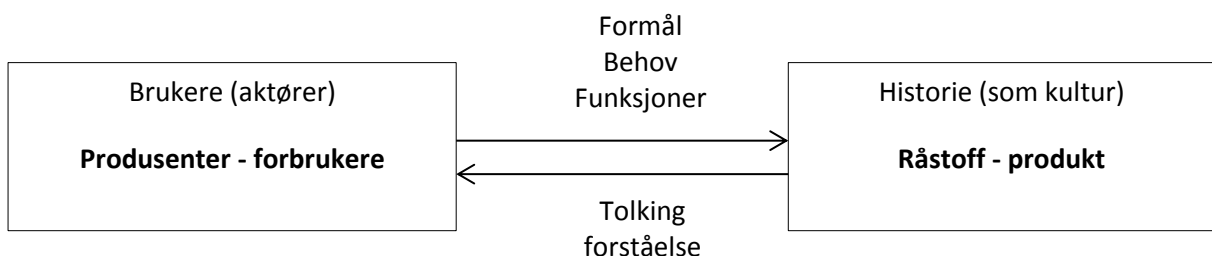 Formål
Behov
Funksjoner
Brukere (aktører)
Produsenter - forbrukere
Historie (som kultur)
Råstoff - produkt
Tolking
forståelse